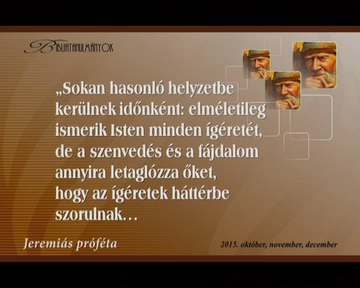 BIBLIATANULMÁNYOK
„Sokan hasonló helyzetbe
kerülnek időnként: elméletileg
ismerik Isten minden ígéretét,
de a szenvedés és a fájdalom
annyira letaglózza őket,
hogy az ígéretek háttérbe
szorulnak…
Jeremiás próféta
2015. október, november, december